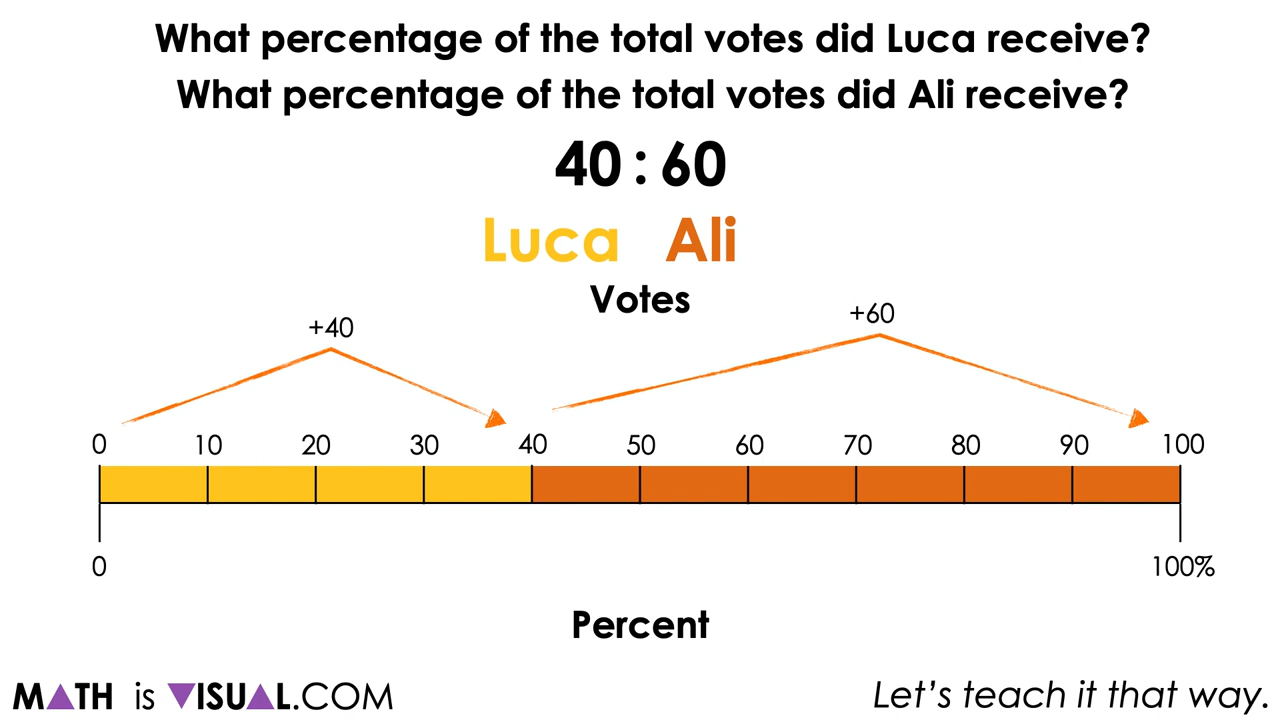 What percentage of the total votes did Luca receive?
What percentage of the total votes did Ali receive?
40 : 60
Luca Ali
Votes
+40 +60
0 10 20 30 40 50 60 70 80 90 100
0 100%
Percent
MATH is VISUAL.COM
Let's teach it that way.